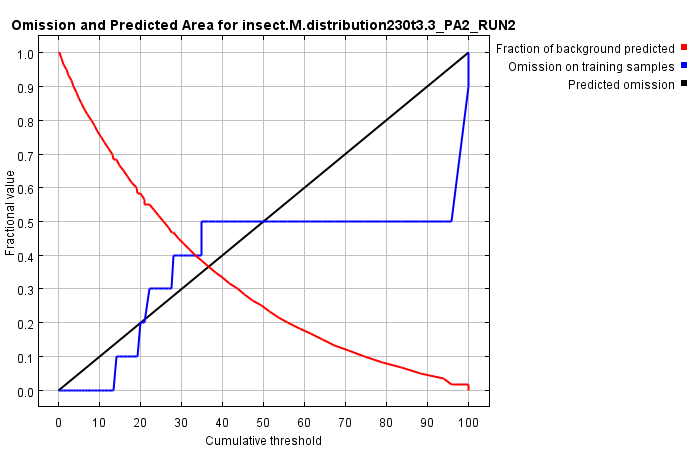 Omission and Predicted Area for insect.M.distribution230t3.3_PA2_RUN2
Fraction of background predicted
Omission on training samples
Predicted omission
Fractional value
1.0
0.9
0.8
0.7
0.6
0.5
0.4
0.3
0.2
0.1
0.0
0 10 20 30 40 50 60 70 80 90 100
Cumulative threshold